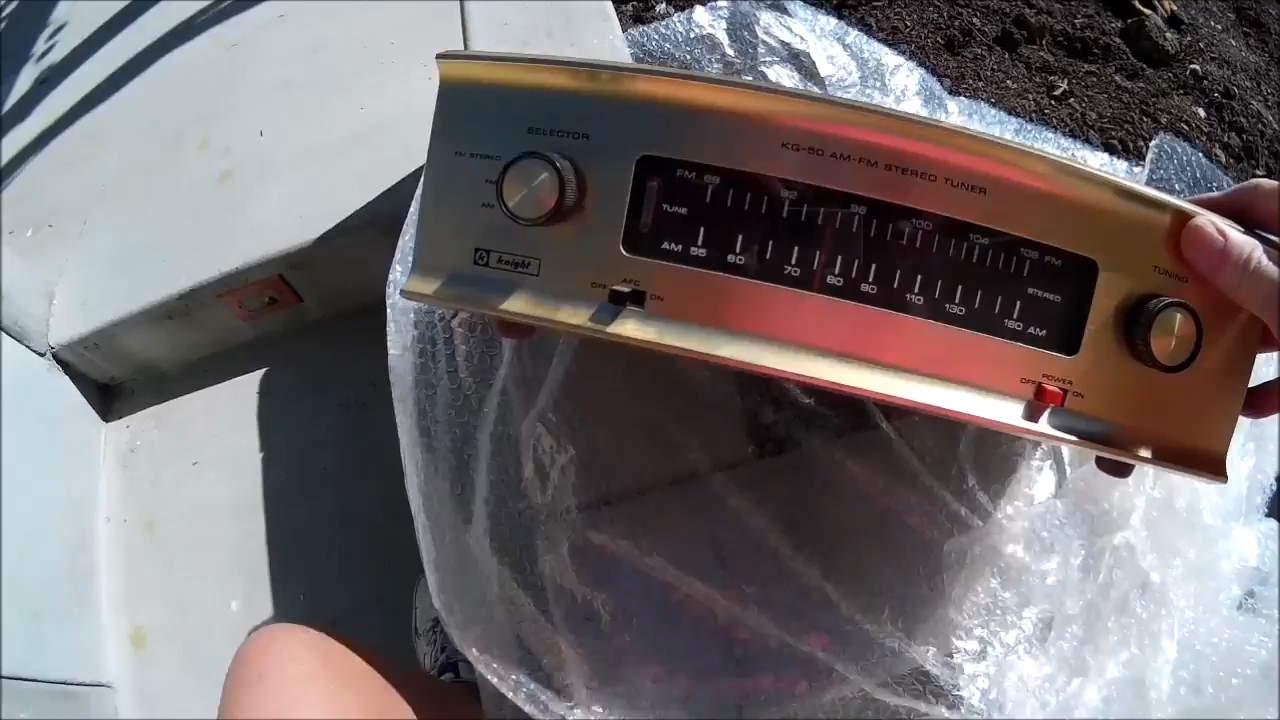 SELECTOR
FM STEREO
FM
AM
k knight
KG-50 AM-FM STEREO TUNER
FM 88 92 96 100 104 108 FM
TUNE
STEREO
AM 55 60 70 80 90 110 130 160 AM
AFC
OFF ON
TUNING
POWER
OFF ON